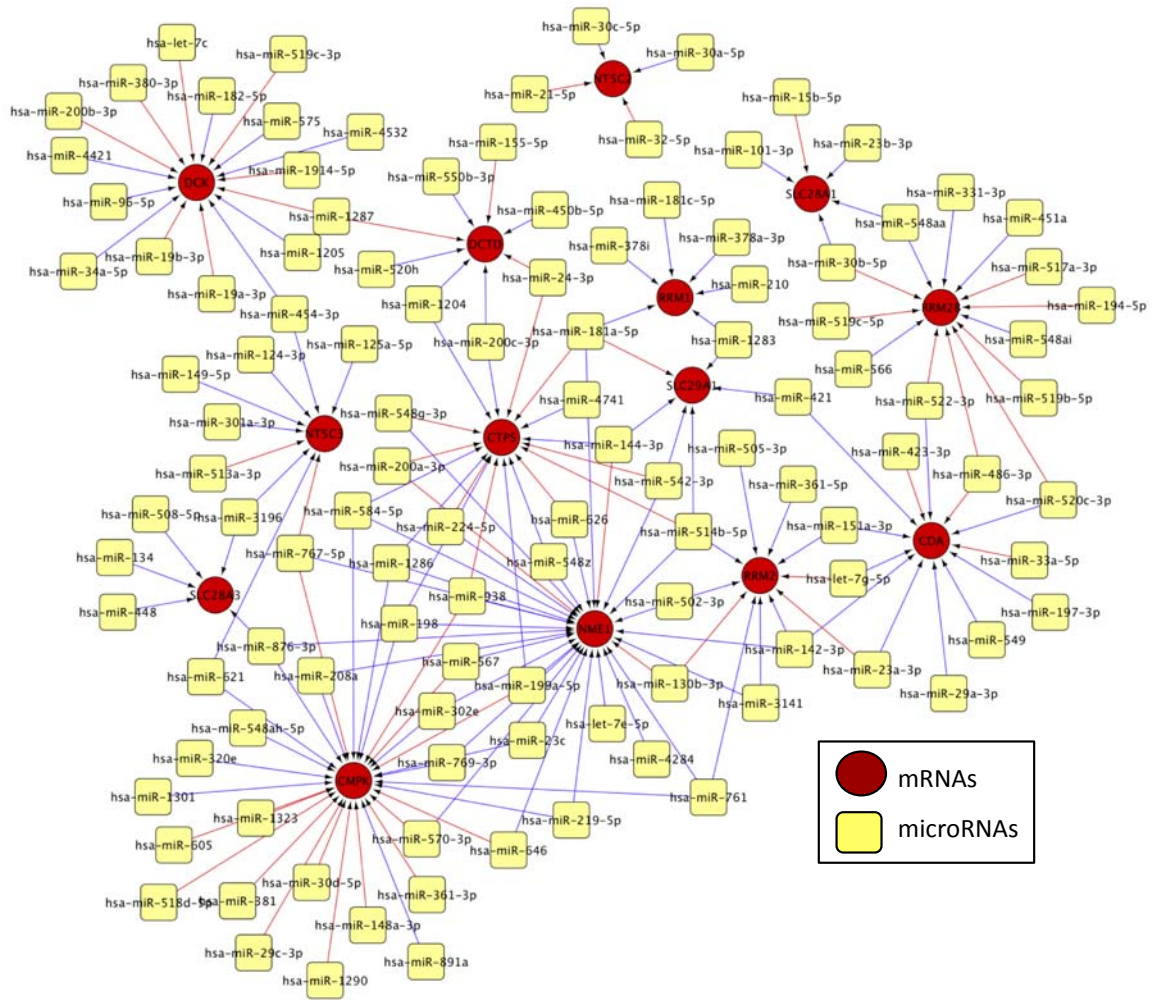 hsa-miR-30c-5p
hsa-let-7c
hsa-miR-519c-3p
hsa-miR-30a-5p
hsa-miR-380-3p
hsa-miR-182-5p
NT5C2
hsa-miR-21-5p
hsa-miR-15b-5p
hsa-miR-200b-3p
hsa-miR-575
hsa-miR-4532
hsa-miR-32-5p
hsa-miR-155-5p
hsa-miR-23b-3p
hsa-miR-101-3p
hsa-miR-4421
hsa-miR-1914-5p
hsa-miR-550b-3p
DCK
SLC28A1
hsa-miR-331-3p
hsa-miR-96-5p
hsa-miR-181c-5p
hsa-miR-451a
hsa-miR-1287
hsa-miR-450b-5p
hsa-miR-548aa
hsa-miR-378i
hsa-miR-378a-3p
DCTD
hsa-miR-19b-3p
hsa-miR-1205
hsa-miR-30b-5p
hsa-miR-517a-3p
hsa-miR-34a-5p
hsa-miR-520h
hsa-miR-24-3p
hsa-miR-210
RRM1
hsa-miR-19a-3p
hsa-miR-1204
hsa-miR-194-5p
RRM2B
hsa-miR-454-3p
hsa-miR-519c-5p
hsa-miR-181a-5p
hsa-miR-200c-3p
hsa-miR-1283
hsa-miR-548ai
hsa-miR-124-3p
hsa-miR-125a-5p
hsa-miR-566
hsa-miR-149-5p
SLC29A1
hsa-miR-421
hsa-miR-522-3p
hsa-miR-519b-5p
hsa-miR-548g-3p
hsa-miR-4741
hsa-miR-301a-3p
NT5C3
CTPS
hsa-miR-144-3p
hsa-miR-505-3p
hsa-miR-423-3p
hsa-miR-513a-3p
hsa-miR-200a-3p
hsa-miR-542-3p
hsa-miR-486-3p
hsa-miR-361-5p
hsa-miR-520c-3p
hsa-miR-508-5p
hsa-miR-3196
hsa-miR-584-5p
hsa-miR-224-5p
hsa-miR-626
hsa-miR-514b-5p
hsa-miR-151a-3p
CDA
hsa-miR-134
hsa-miR-767-5p
hsa-miR-1286
hsa-miR-548z
hsa-miR-33a-5p
RRM2
hsa-let-7g-5p
SLC28A3
hsa-miR-938
hsa-miR-502-3p
hsa-miR-448
hsa-miR-198
hsa-miR-197-3p
hsa-miR-549
hsa-miR-876-3p
hsa-miR-567
hsa-miR-142-3p
hsa-miR-23a-3p
hsa-miR-621
hsa-miR-208a
hsa-miR-199a-5p
hsa-miR-130b-3p
hsa-miR-29a-3p
hsa-miR-3141
hsa-miR-302e
hsa-let-7e-5p
hsa-miR-548ah-5p
hsa-miR-23c
hsa-miR-320e
hsa-miR-769-3p
hsa-miR-4284
CMPK
mRNAs
hsa-miR-1301
hsa-miR-761
hsa-miR-1323
hsa-miR-219-5p
microRNAs
hsa-miR-605
hsa-miR-570-3p
hsa-miR-646
hsa-miR-30d-5p
hsa-miR-361-3p
hsa-miR-518d-5p
hsa-miR-381
hsa-miR-148a-3p
hsa-miR-29c-3p
hsa-miR-891a
hsa-miR-1290